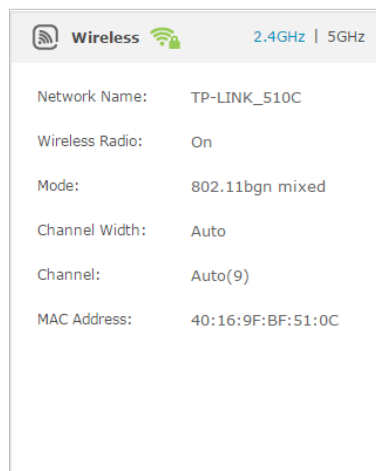 Wireless 2.4GHz | 5GHz
Network Name: TP-LINK_510C
Wireless Radio: On
Mode: 802.11bgn mixed
Channel Width: Auto
Channel: Auto(9)
MAC Address: 40:16:9F:BF:51:0C